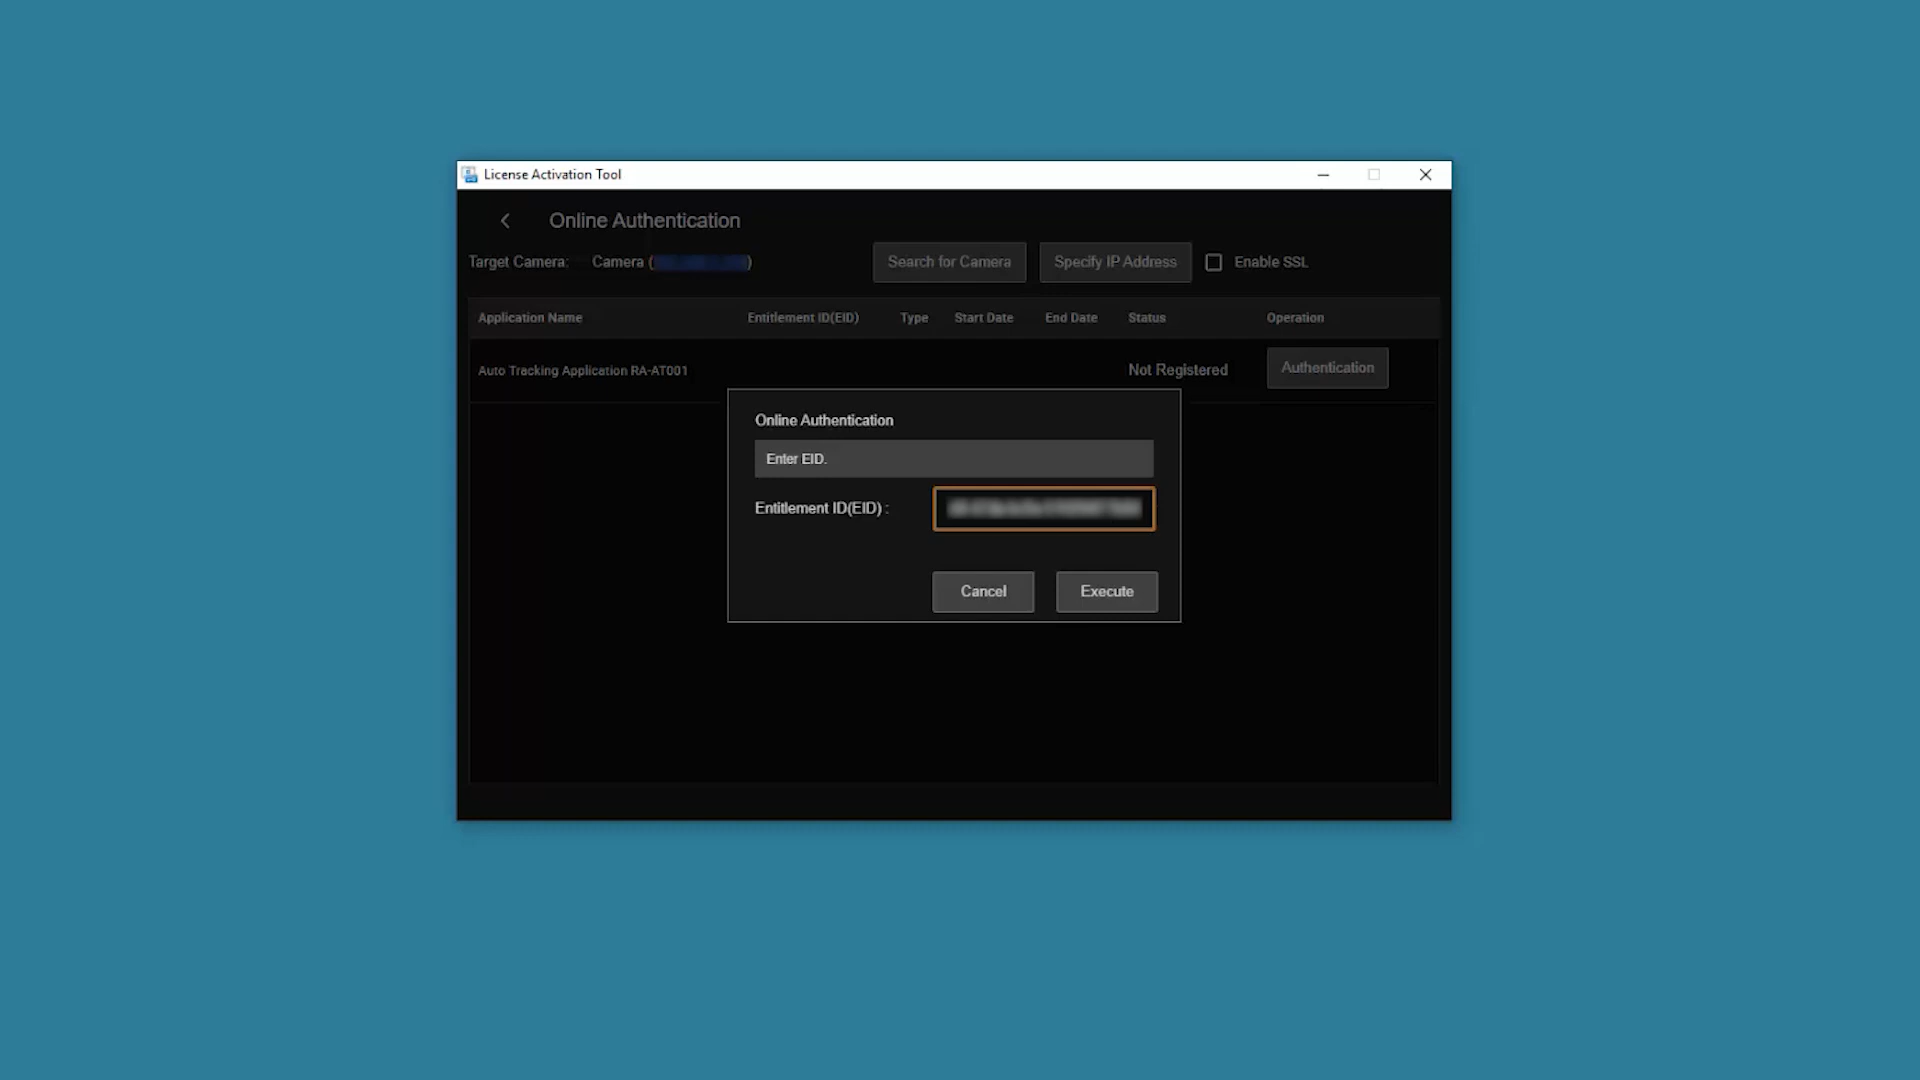 License Activation Tool
Online Authentication
Target Camera: Camera ( )
Search for Camera
Specify IP Address
Enable SSL
Application Name Entitlement ID(EID) Type Start Date End Date Status Operation
Auto Tracking Application RA-AT001 Not Registered Authentication
Online Authentication
Enter EID.
Entitlement ID(EID) :
Cancel Execute